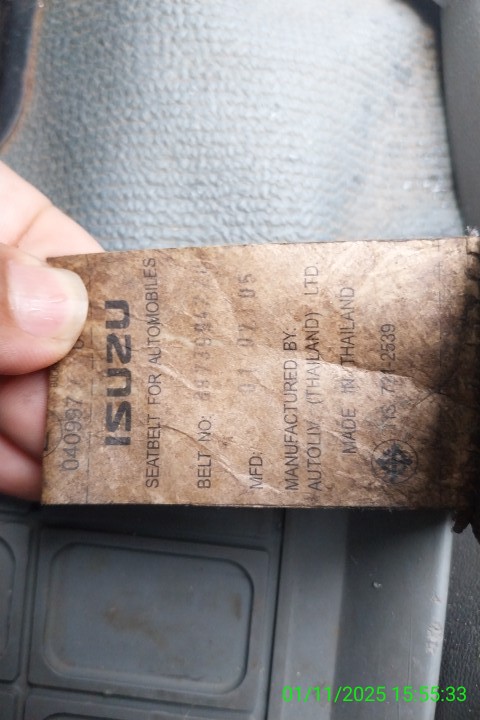 040997
ISUZU
SEATBELT FOR AUTOMOBILES
BELT NO:
MFD:
MANUFACTURED BY:
AUTOLIV (THAILAND) LTD.
MADE IN THAILAND
2539
01/11/2025 15:55:33